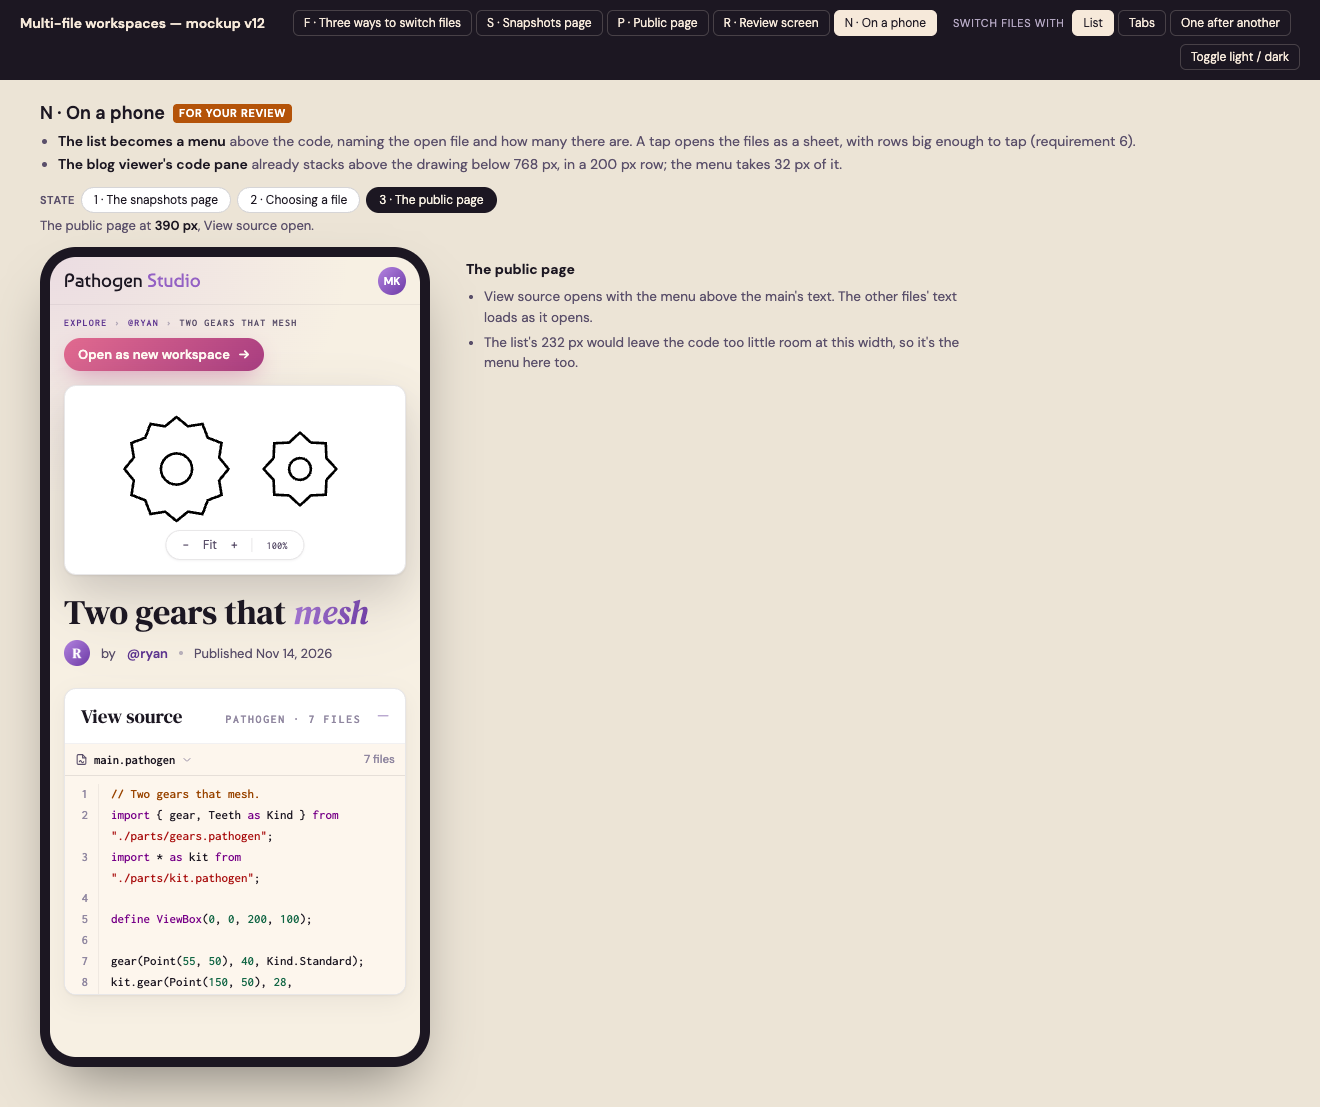 Multi-file workspaces — mockup v12
F · Three ways to switch files
S · Snapshots page
P · Public page
R · Review screen
N · On a phone
SWITCH FILES WITH
List
Tabs
One after another
Toggle light / dark
N · On a phone
FOR YOUR REVIEW
• The list becomes a menu above the code, naming the open file and how many there are. A tap opens the files as a sheet, with rows big enough to tap (requirement 6).
• The blog viewer's code pane already stacks above the drawing below 768 px, in a 200 px row; the menu takes 32 px of it.
STATE
1 · The snapshots page
2 · Choosing a file
3 · The public page
The public page at 390 px, View source open.
Pathogen Studio
MK
EXPLORE › @RYAN › TWO GEARS THAT MESH
Open as new workspace →
− Fit + 100%
Two gears that mesh
R by @ryan • Published Nov 14, 2026
View source
PATHOGEN · 7 FILES —
main.pathogen
7 files
1 // Two gears that mesh.
2 import { gear, Teeth as Kind } from
"./parts/gears.pathogen";
3 import * as kit from
"./parts/kit.pathogen";
4
5 define ViewBox(0, 0, 200, 100);
6
7 gear(Point(55, 50), 40, Kind.Standard);
8 kit.gear(Point(150, 50), 28,
The public page
• View source opens with the menu above the main's text. The other files' text
loads as it opens.
• The list's 232 px would leave the code too little room at this width, so it's the
menu here too.